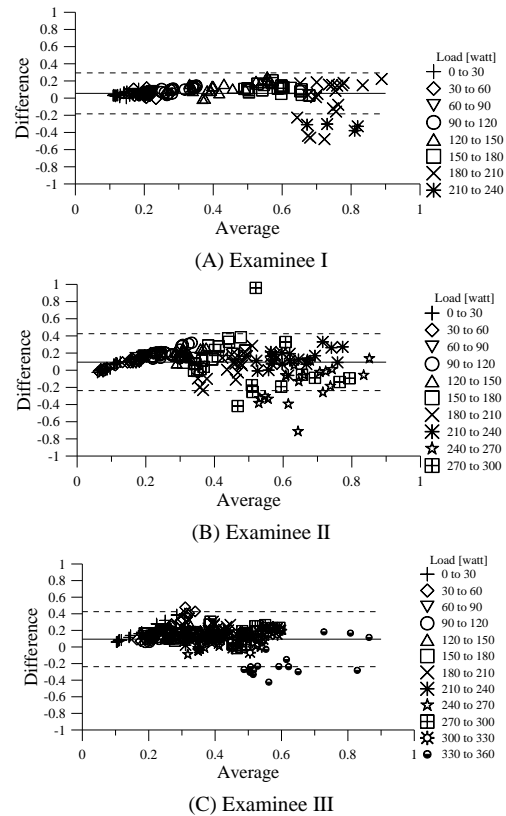 1
0.8
0.6
0.4
0.2
0
-0.2
-0.4
-0.6
-0.8
-1
Difference
0
0.2
0.4
0.6
0.8
1
Average
Load [watt]
0 to 30
30 to 60
60 to 90
90 to 120
120 to 150
150 to 180
180 to 210
210 to 240
(A) Examinee I
1
0.8
0.6
0.4
0.2
0
-0.2
-0.4
-0.6
-0.8
-1
Difference
0
0.2
0.4
0.6
0.8
1
Average
Load [watt]
0 to 30
30 to 60
60 to 90
90 to 120
120 to 150
150 to 180
180 to 210
210 to 240
240 to 270
270 to 300
(B) Examinee II
1
0.8
0.6
0.4
0.2
0
-0.2
-0.4
-0.6
-0.8
-1
Difference
0
0.2
0.4
0.6
0.8
1
Average
Load [watt]
0 to 30
30 to 60
60 to 90
90 to 120
120 to 150
150 to 180
180 to 210
210 to 240
240 to 270
270 to 300
300 to 330
330 to 360
(C) Examinee III